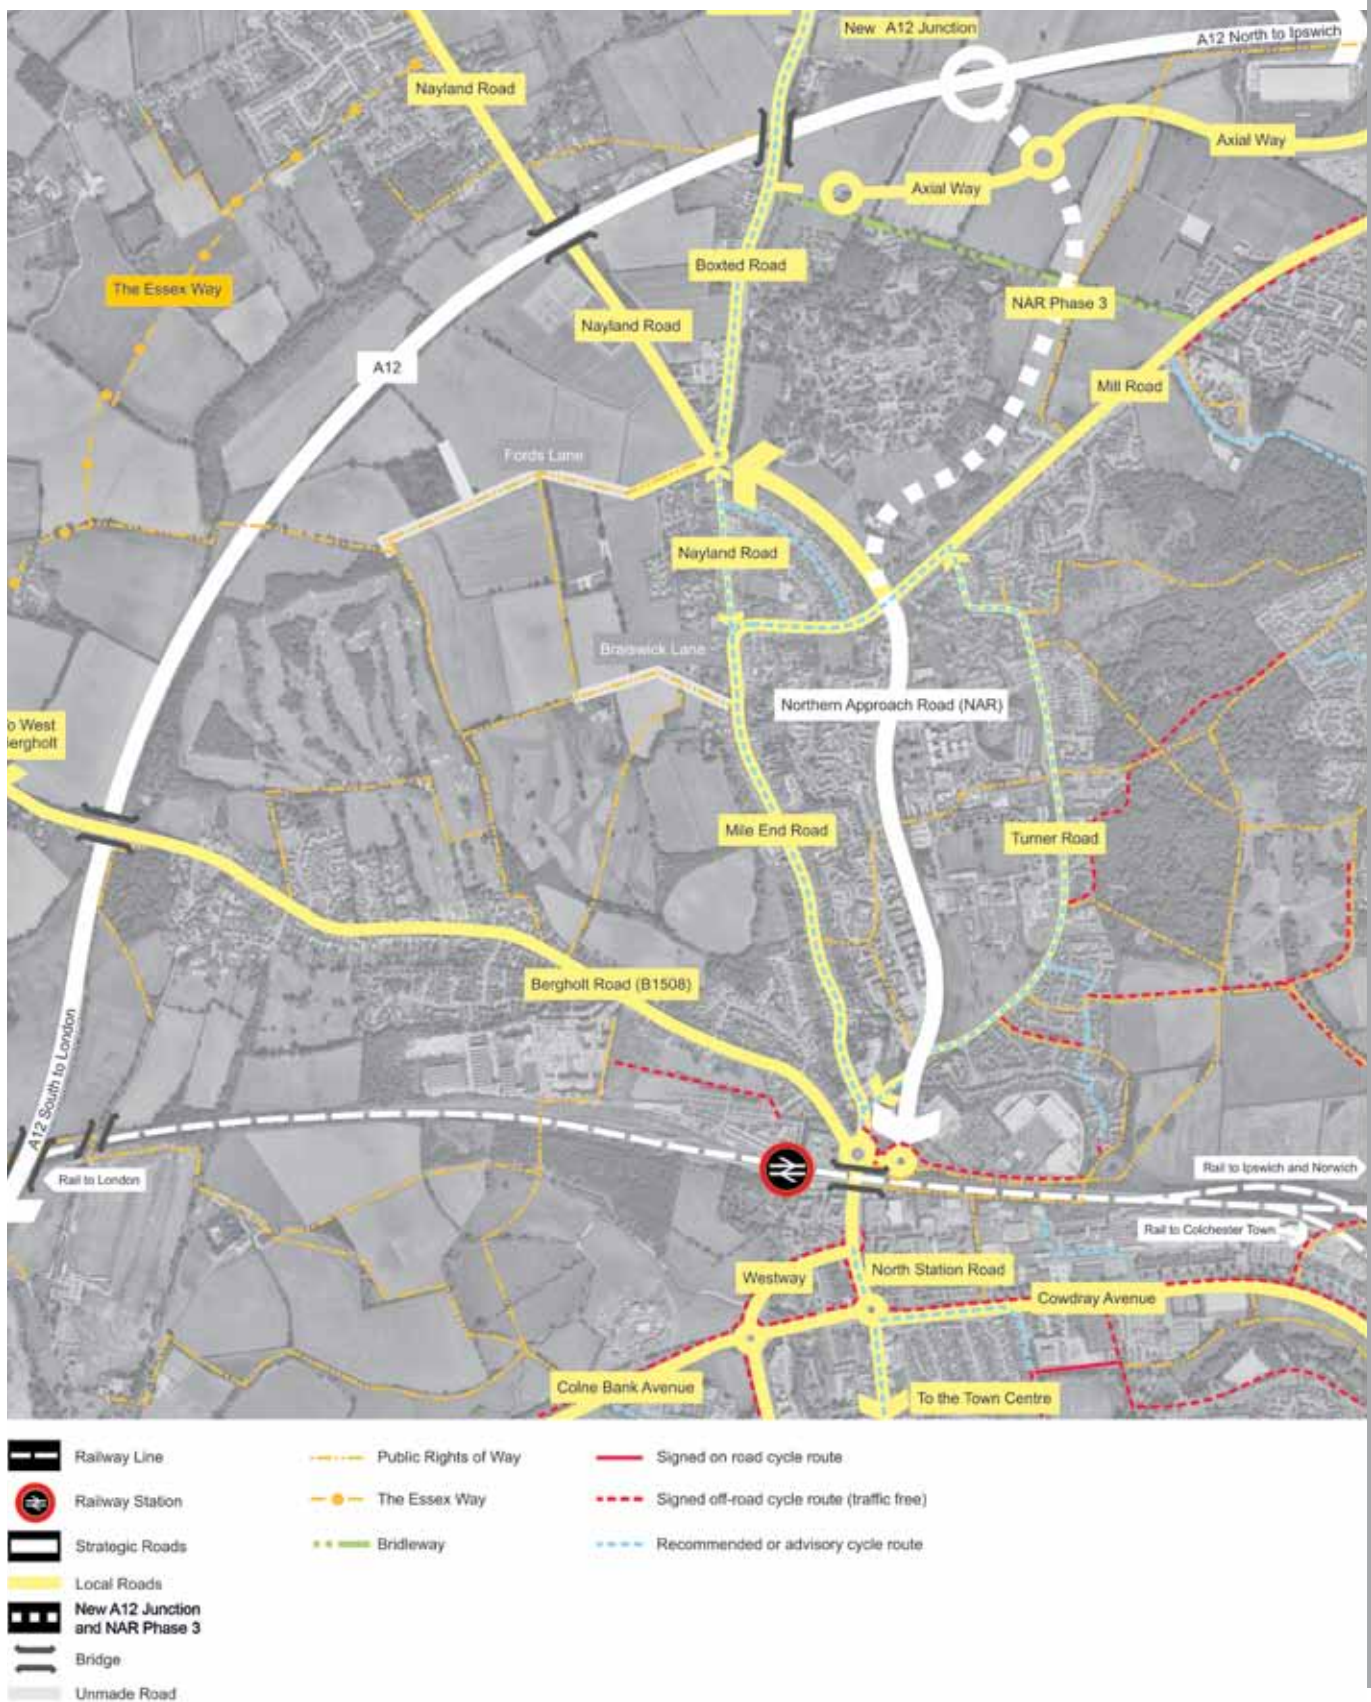 New A12 Junction
A12 North to Ipswich
Nayland Road
Axial Way
Axial Way
Boxted Road
The Essex Way
NAR Phase 3
Nayland Road
A12
Mill Road
Fords Lane
Nayland Road
Braiswick Lane
Northern Approach Road (NAR)
o West
ergholt
Mile End Road
Turner Road
Bergholt Road (B1508)
A12 South to London
Rail to London
Rail to Ipswich and Norwich
Rail to Colchester Town
North Station Road
Westway
Cowdray Avenue
Colne Bank Avenue
To the Town Centre
Railway Line
Railway Station
Strategic Roads
Local Roads
New A12 Junction
and NAR Phase 3
Bridge
Unmade Road
Public Rights of Way
The Essex Way
Bridleway
Signed on road cycle route
Signed off-road cycle route (traffic free)
Recommended or advisory cycle route